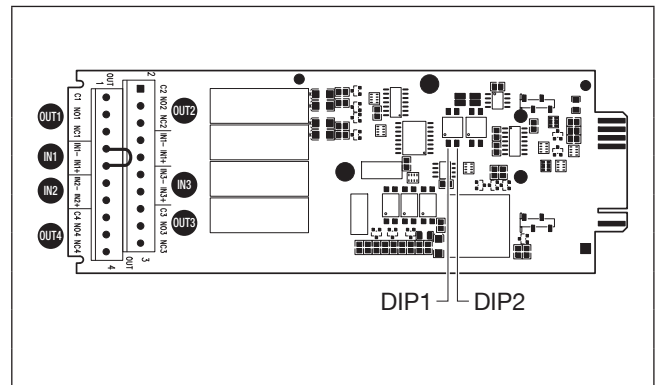 OUT1
IN1
IN2
OUT4
C1 NO1 NC1
IN1- IN1+
IN2- IN2+
C4 NO4 NC4
1 OUT 2
4 OUT 3
C2 NO2 NC2
IN1- IN1+
IN3- IN3+
C3 NO3 NC3
OUT2
IN3
OUT3
DIP1 DIP2